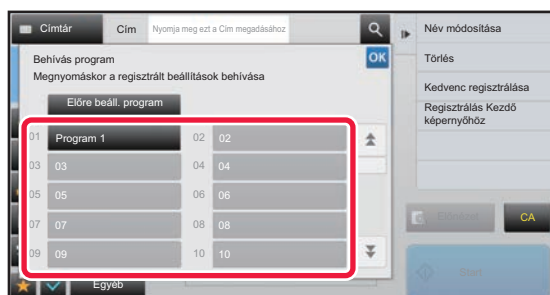 Címtár
Cím
Nyomja meg ezt a Cím megadásához
Behívás program
OK
Megnyomáskor a regisztrált beállítások behívása
Előre beáll. program
01 Program 1
02 02
03 03
04 04
05 05
06 06
07 07
08 08
09 09
10 10
Egyéb
Név módosítása
Törlés
Kedvenc regisztrálása
Regisztrálás Kezdő
képernyőhöz
Előnézet
CA
Start